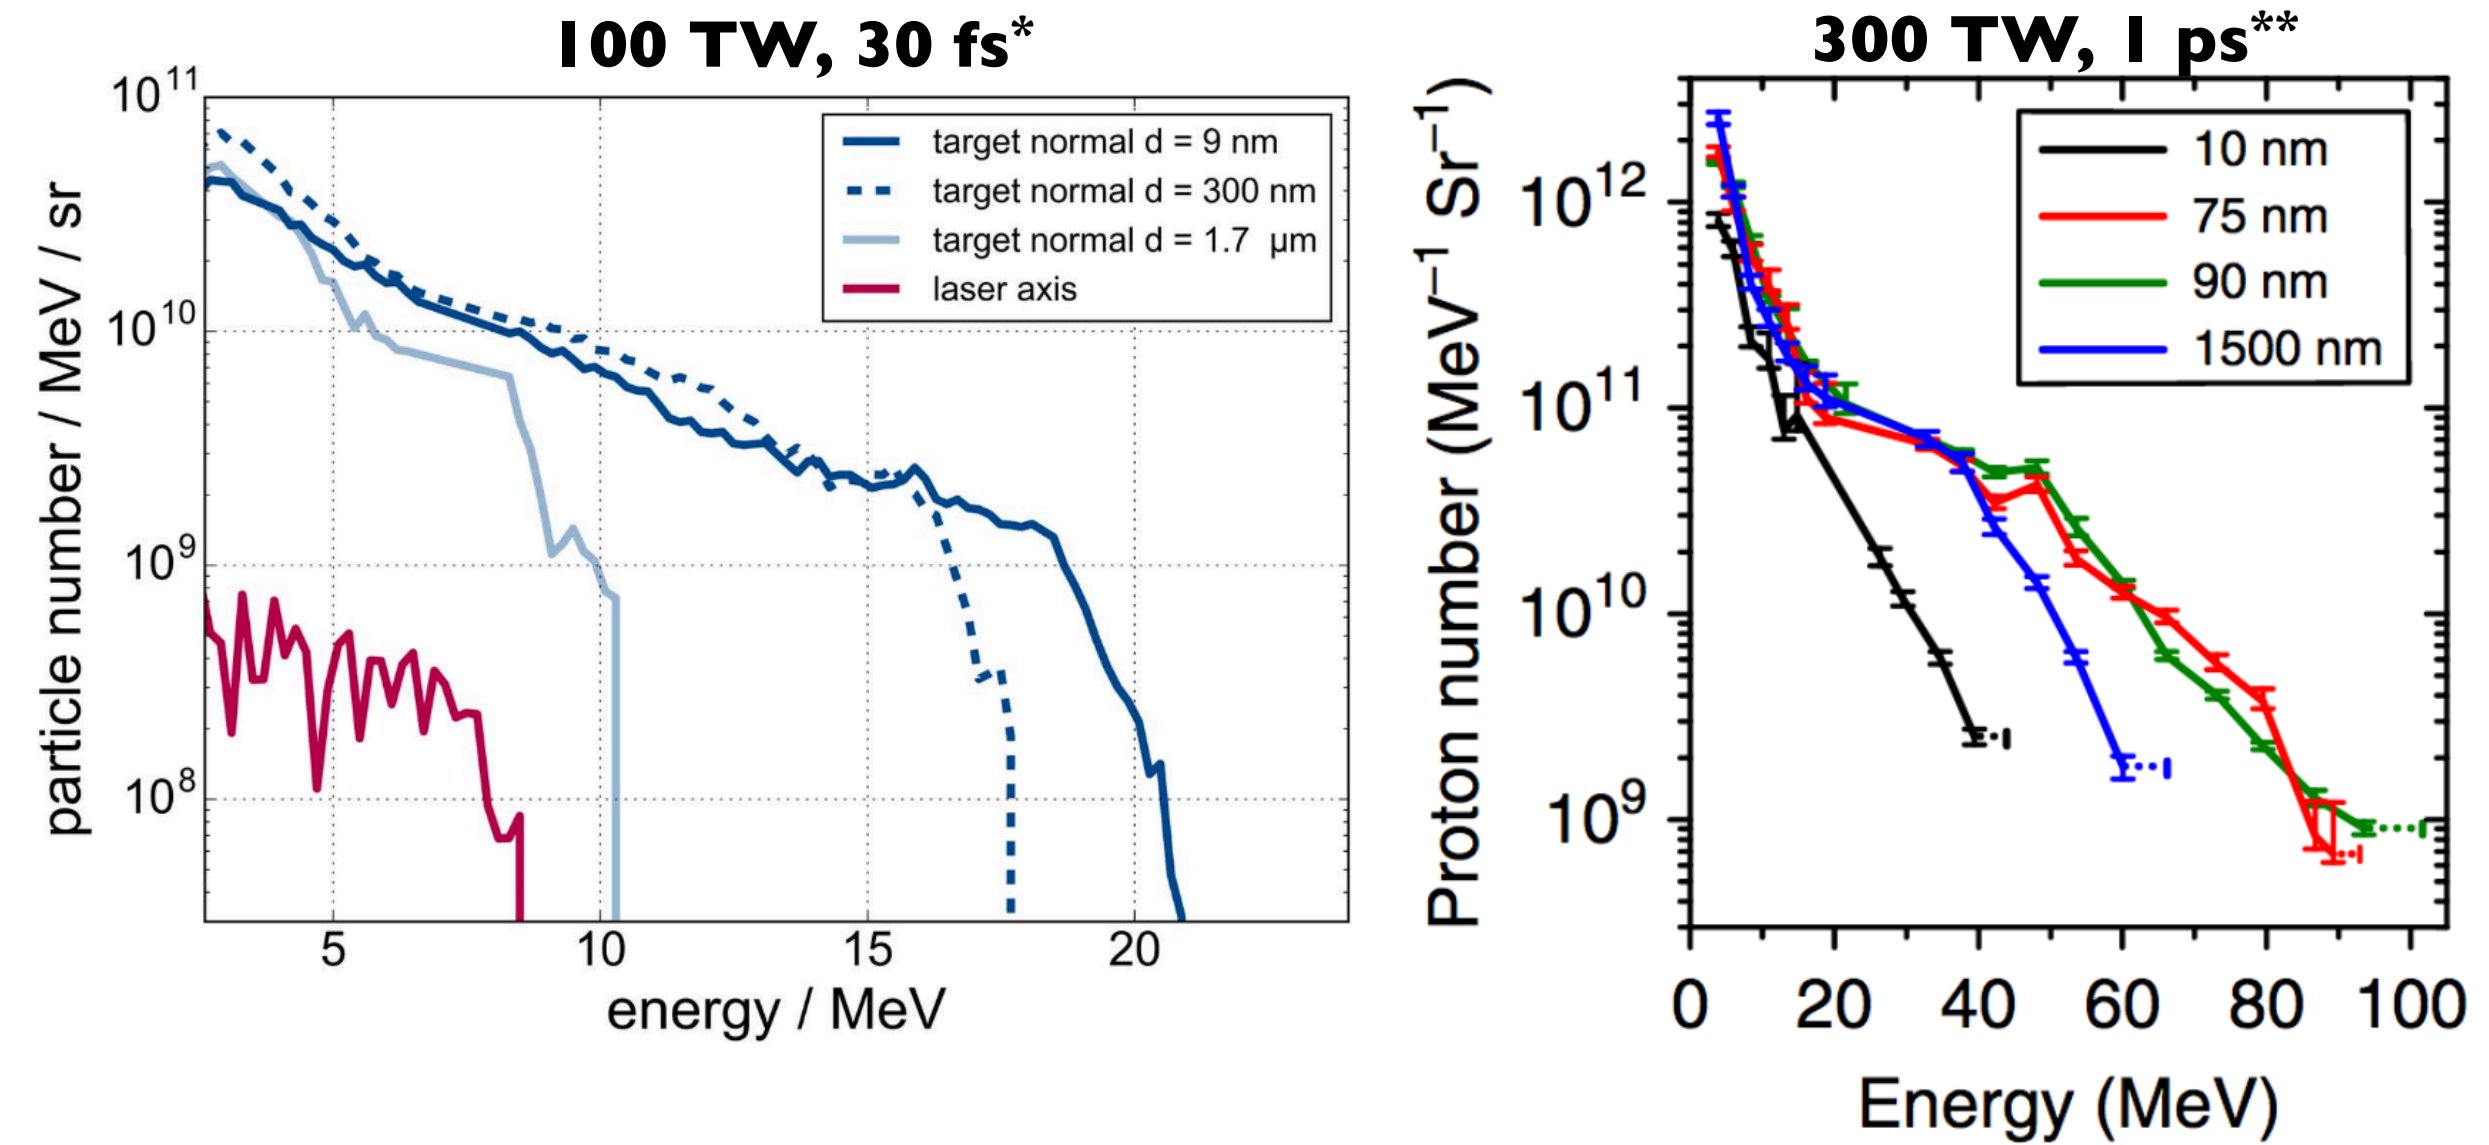 100 TW, 30 fs*
particle number / MeV / sr
10^11
10^10
10^9
10^8
target normal d = 9 nm
target normal d = 300 nm
target normal d = 1.7 μm
laser axis
5 10 15 20
energy / MeV
300 TW, 1 ps**
Proton number (MeV^−1 Sr^−1)
10^12
10^11
10^10
10^9
10 nm
75 nm
90 nm
1500 nm
0 20 40 60 80 100
Energy (MeV)